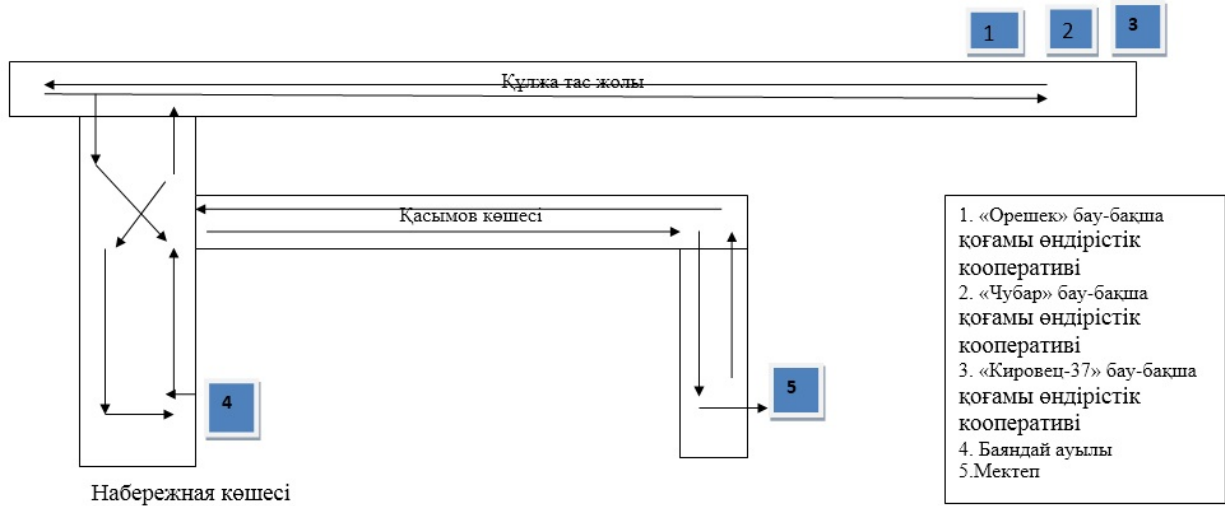 1
2
3
Құлжа тас жолы
Қасымов көшесі
4
5
Набережная көшесі
1. «Орешек» бау-бақша
қоғамы өндірістік
кооперативі
2. «Чубар» бау-бақша
қоғамы өндірістік
кооперативі
3. «Кировец-37» бау-бақша
қоғамы өндірістік
кооперативі
4. Баяндай ауылы
5.Мектеп